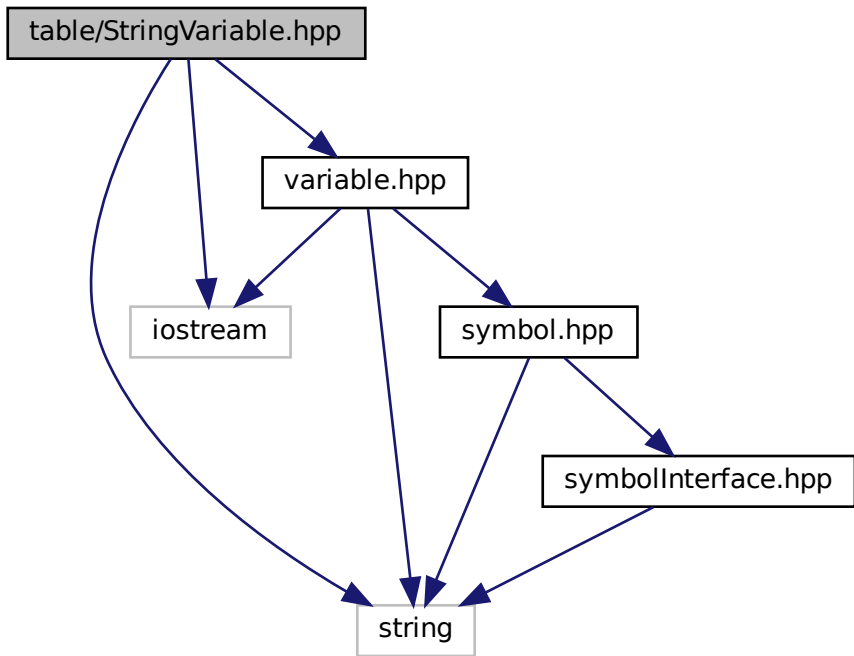 table/StringVariable.hpp
variable.hpp
iostream
symbol.hpp
symbolInterface.hpp
string